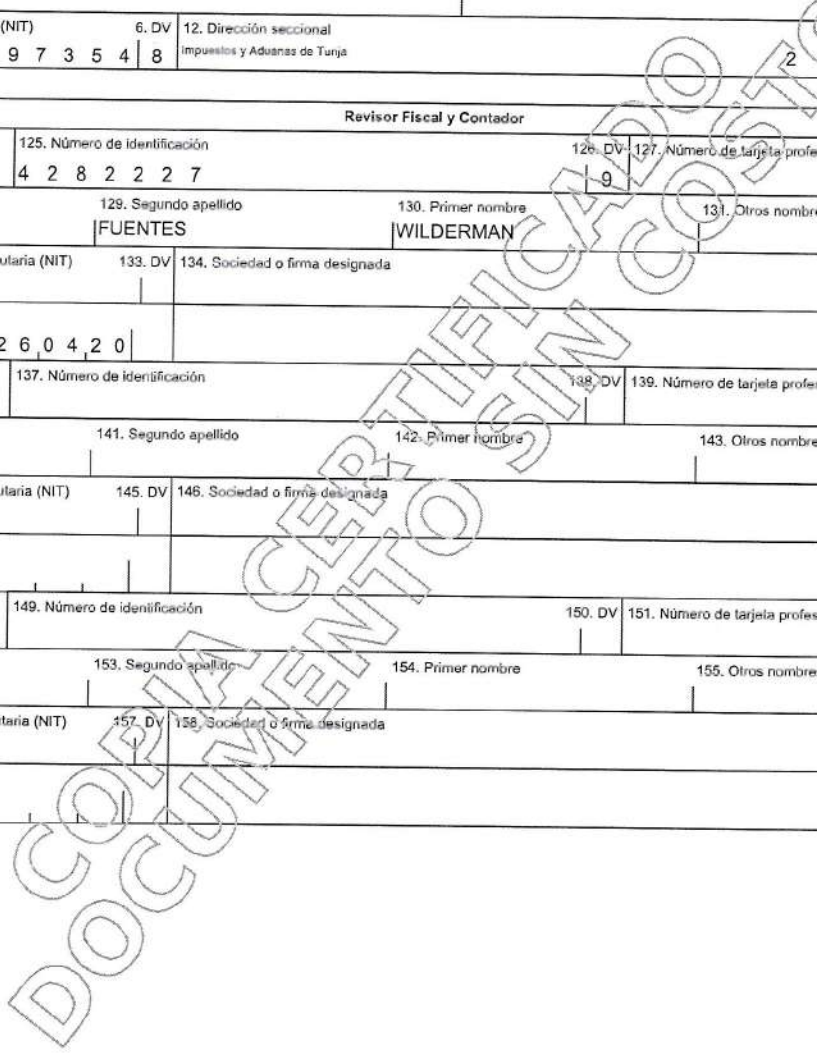 (NIT) 6. DV 12. Dirección seccional
9 7 3 5 4 8 Impuestos y Aduanas de Tunja 2
Revisor Fiscal y Contador
125. Número de identificación 126. DV 127. Número de tarjeta profe
4 2 8 2 2 2 7 9
129. Segundo apellido 130. Primer nombre 131. Otros nombre
FUENTES WILDERMAN
utaria (NIT) 133. DV 134. Sociedad o firma designada
2 6 0 4 2 0
137. Número de identificación 138. DV 139. Número de tarjeta profes
141. Segundo apellido 142. Primer nombre 143. Otros nombre
utaria (NIT) 145. DV 146. Sociedad o firma designada
149. Número de identificación 150. DV 151. Número de tarjeta profes
153. Segundo apellido 154. Primer nombre 155. Otros nombres
taria (NIT) 157. DV 158. Sociedad o firma designada
COPIA CERTIFICADO
DOCUMENTO SIN COSTO